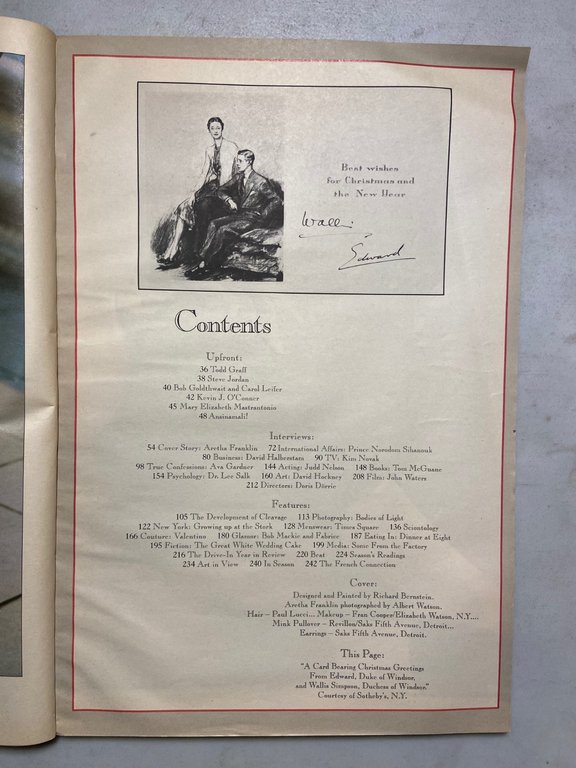 Best wishes
for Christmas and
the New Year
Wallis
Edward
Contents
Upfront:
36 Todd Graff
38 Steve Jordan
40 Bob Goldthwait and Carol Leifer
42 Kevin J. O'Conner
45 Mary Elizabeth Mastrantonio
48 Ansinamali!
Interviews:
54 Cover Story: Aretha Franklin 72 International Affairs: Prince Norodom Sihanouk
80 Business: David Halberstam 90 TV: Kim Novak
98 True Confessions: Ava Gardner 144 Acting: Judd Nelson 148 Books: Tom McGuane
154 Psychology: Dr. Lee Salk 160 Art: David Hockney 208 Film: John Waters
212 Directors: Doris Dörrie
Features:
105 The Development of Cleavage 113 Photography: Bodies of Light
122 New York: Growing up at the Stork 128 Menswear: Times Square 136 Scientology
166 Couture: Valentino 180 Glamour: Bob Mackie and Fabrice 187 Eating In: Dinner at Eight
195 Fiction: The Great White Wedding Cake 199 Media: Sonic From the Factory
216 The Drive-In Year in Review 220 Beat 224 Season's Readings
234 Art in View 240 In Season 242 The French Connection
Cover:
Designed and Painted by Richard Bernstein.
Aretha Franklin photographed by Albert Watson.
Hair – Paul Lucci... Makeup – Fran Cooper/Elizabeth Watson, N.Y....
Mink Pullover – Revillon/Saks Fifth Avenue, Detroit...
Earrings – Saks Fifth Avenue, Detroit.
This Page:
"A Card Bearing Christmas Greetings
From Edward, Duke of Windsor,
and Wallis Simpson, Duchess of Windsor."
Courtesy of Sotheby's, N.Y.